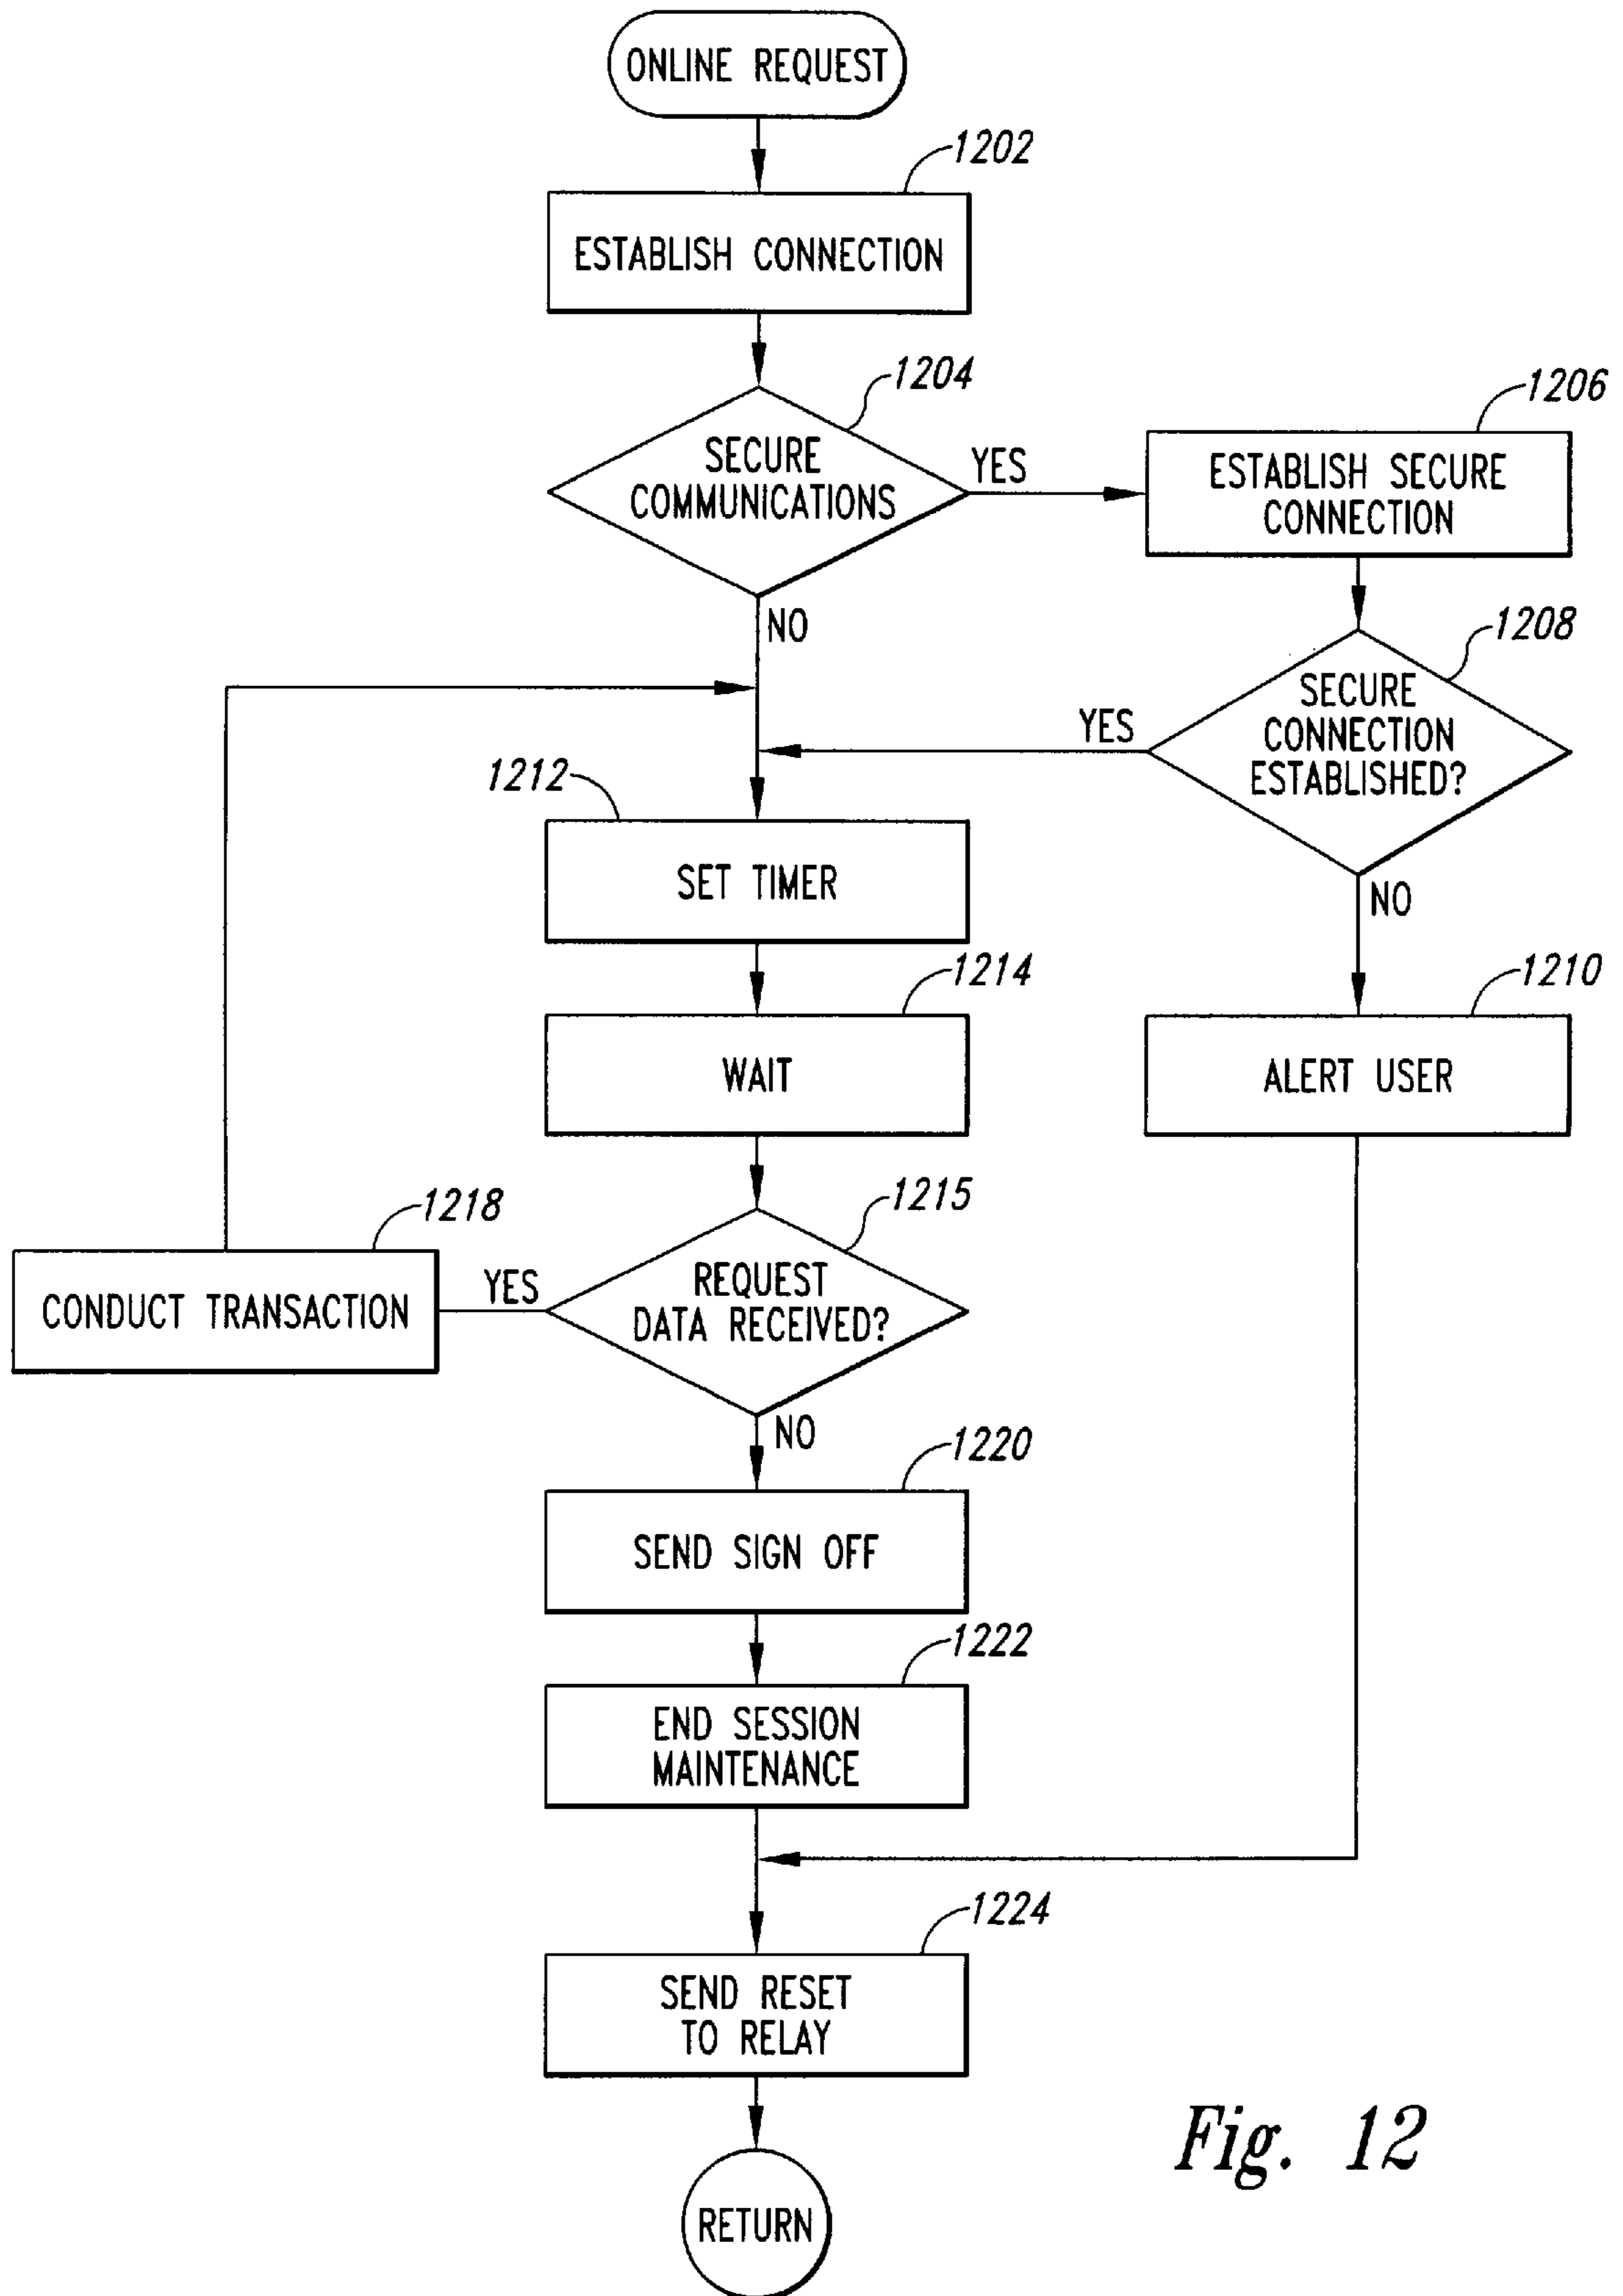 ONLINE REQUEST
1202
ESTABLISH CONNECTION
1204
SECURE
COMMUNICATIONS
YES
NO
1206
ESTABLISH SECURE
CONNECTION
1208
SECURE
CONNECTION
ESTABLISHED?
YES
NO
1212
SET TIMER
1214
WAIT
1210
ALERT USER
1215
REQUEST
DATA RECEIVED?
YES
1218
CONDUCT TRANSACTION
NO
1220
SEND SIGN OFF
1222
END SESSION
MAINTENANCE
1224
SEND RESET
TO RELAY
RETURN
Fig. 12